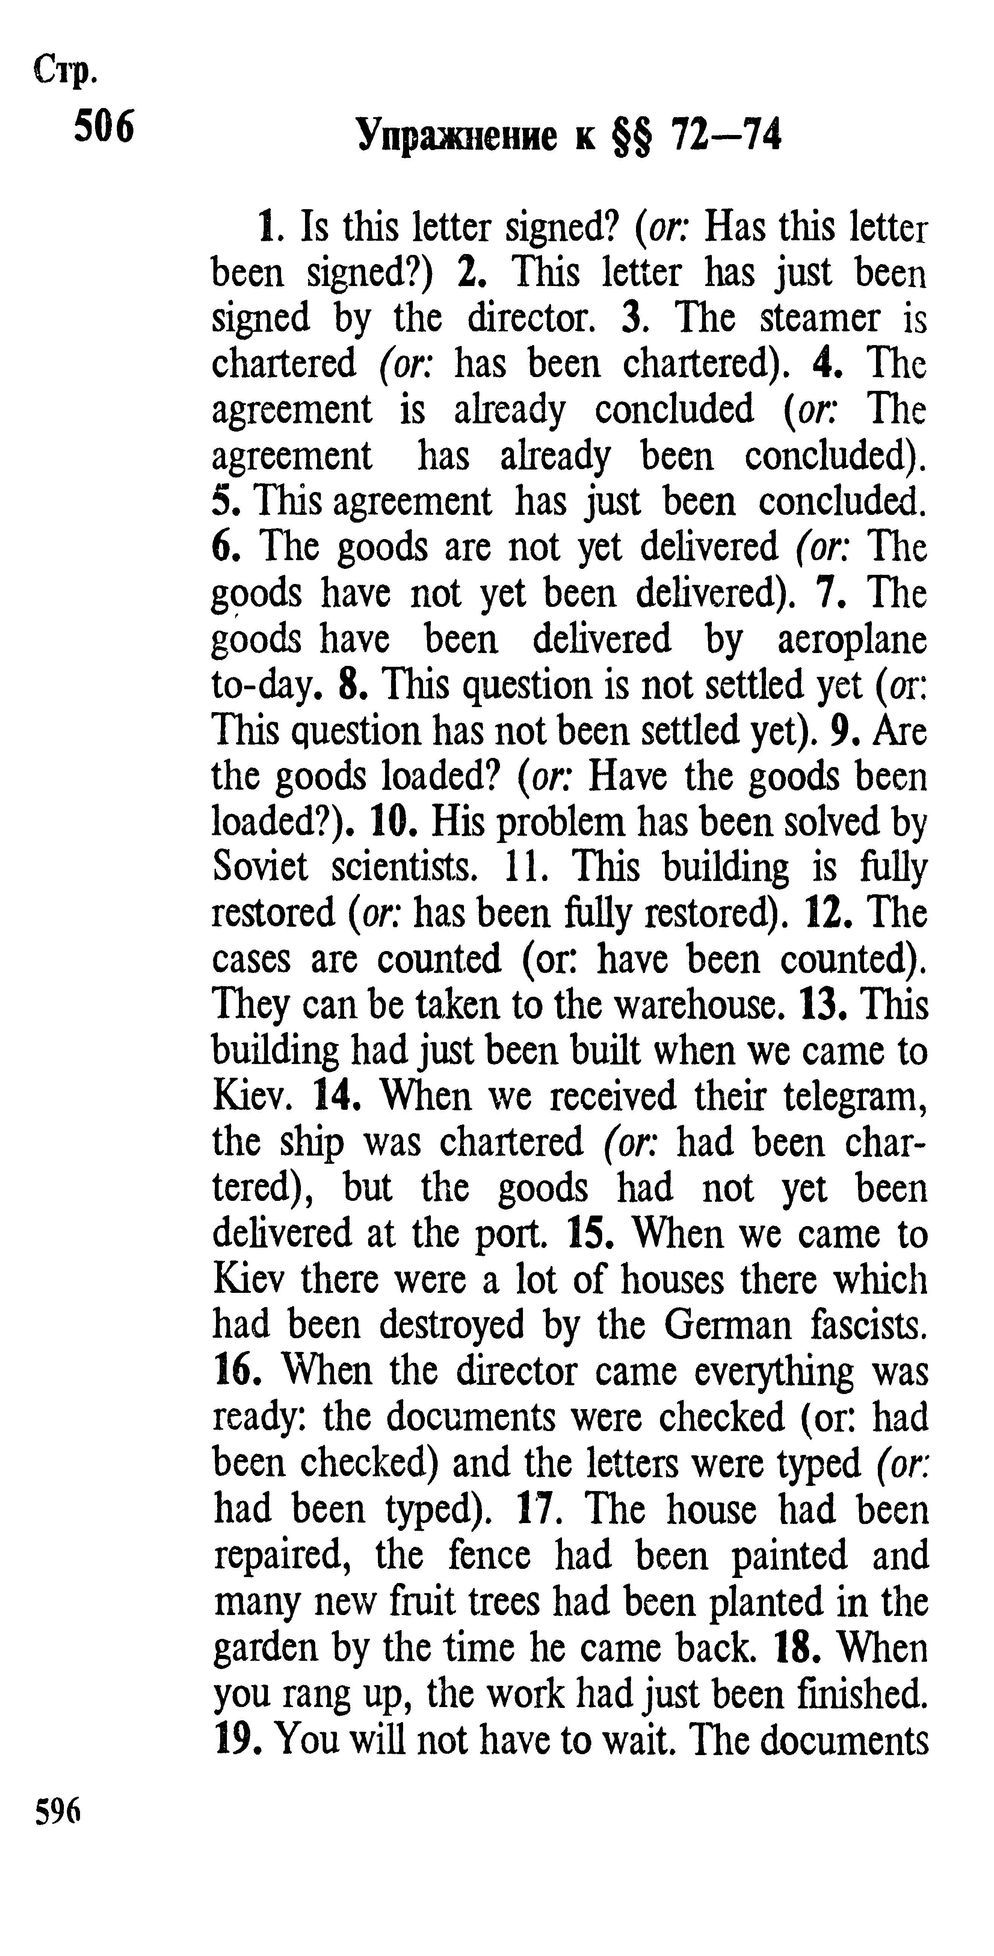 Стр.
506
Упражнение к §§ 72—74
1. Is this letter signed? (or: Has this letter
been signed?) 2. This letter has just been
signed by the director. 3. The steamer is
chartered (or: has been chartered). 4. The
agreement is already concluded (or: The
agreement has already been concluded).
5. This agreement has just been concluded.
6. The goods are not yet delivered (or: The
goods have not yet been delivered). 7. The
goods have been delivered by aeroplane
to-day. 8. This question is not settled yet (or:
This question has not been settled yet). 9. Are
the goods loaded? (or: Have the goods been
loaded?). 10. His problem has been solved by
Soviet scientists. 11. This building is fully
restored (or: has been fully restored). 12. The
cases are counted (or: have been counted).
They can be taken to the warehouse. 13. This
building had just been built when we came to
Kiev. 14. When we received their telegram,
the ship was chartered (or: had been char-
tered), but the goods had not yet been
delivered at the port. 15. When we came to
Kiev there were a lot of houses there which
had been destroyed by the German fascists.
16. When the director came everything was
ready: the documents were checked (or: had
been checked) and the letters were typed (or:
had been typed). 17. The house had been
repaired, the fence had been painted and
many new fruit trees had been planted in the
garden by the time he came back. 18. When
you rang up, the work had just been finished.
19. You will not have to wait. The documents
596